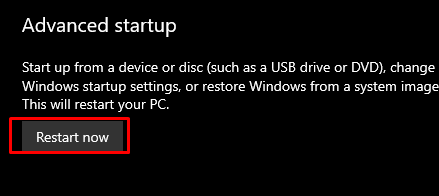 Advanced startup
Start up from a device or disc (such as a USB drive or DVD), change
Windows startup settings, or restore Windows from a system image
This will restart your PC.
Restart now